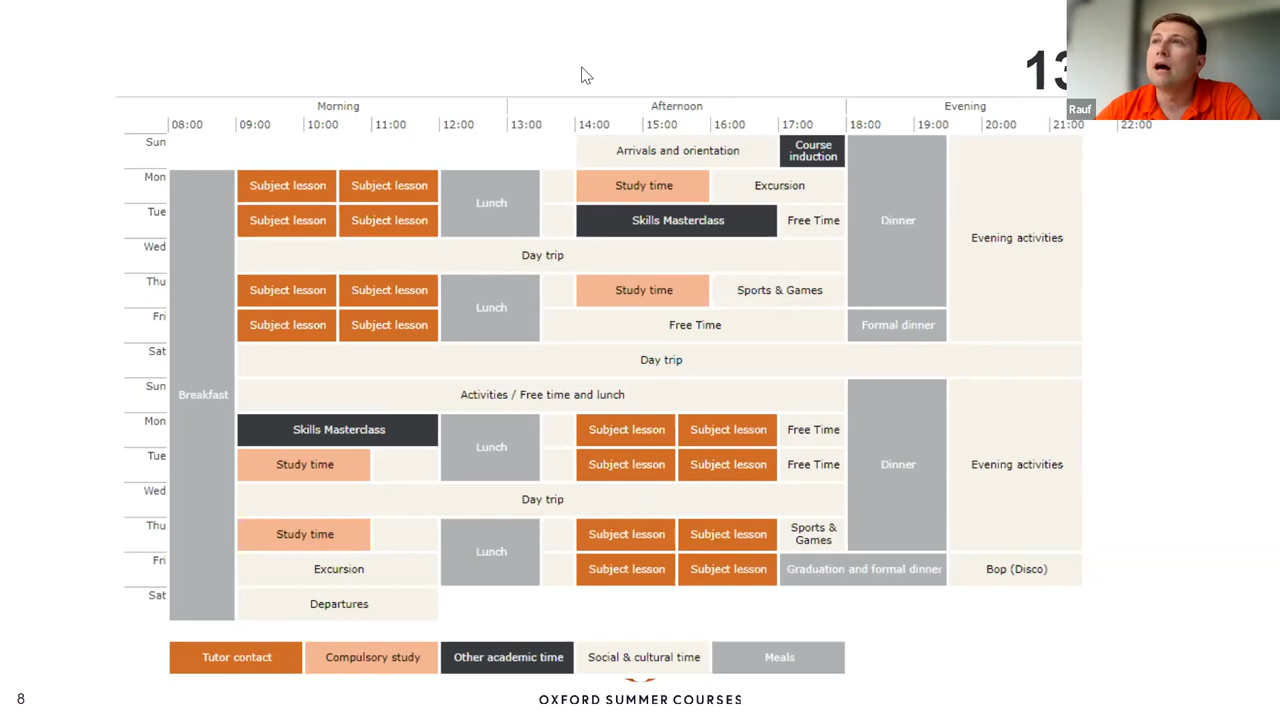 13
Rauf
Morning Afternoon Evening
08:00 09:00 10:00 11:00 12:00 13:00 14:00 15:00 16:00 17:00 18:00 19:00 20:00 21:00 22:00
Sun Arrivals and orientation Course induction
Mon Subject lesson Subject lesson Study time Excursion
Lunch
Tue Subject lesson Subject lesson Skills Masterclass Free Time
Dinner
Evening activities
Wed Day trip
Thu Subject lesson Subject lesson Study time Sports & Games
Lunch
Fri Subject lesson Subject lesson Free Time Formal dinner
Sat Day trip
Breakfast
Sun Activities / Free time and lunch
Mon Skills Masterclass Subject lesson Subject lesson Free Time
Lunch
Tue Study time Subject lesson Subject lesson Free Time
Dinner
Evening activities
Wed Day trip
Thu Study time Subject lesson Subject lesson Sports & Games
Lunch
Fri Excursion Subject lesson Subject lesson Graduation and formal dinner Bop (Disco)
Sat Departures
Tutor contact Compulsory study Other academic time Social & cultural time Meals
8
OXFORD SUMMER COURSES